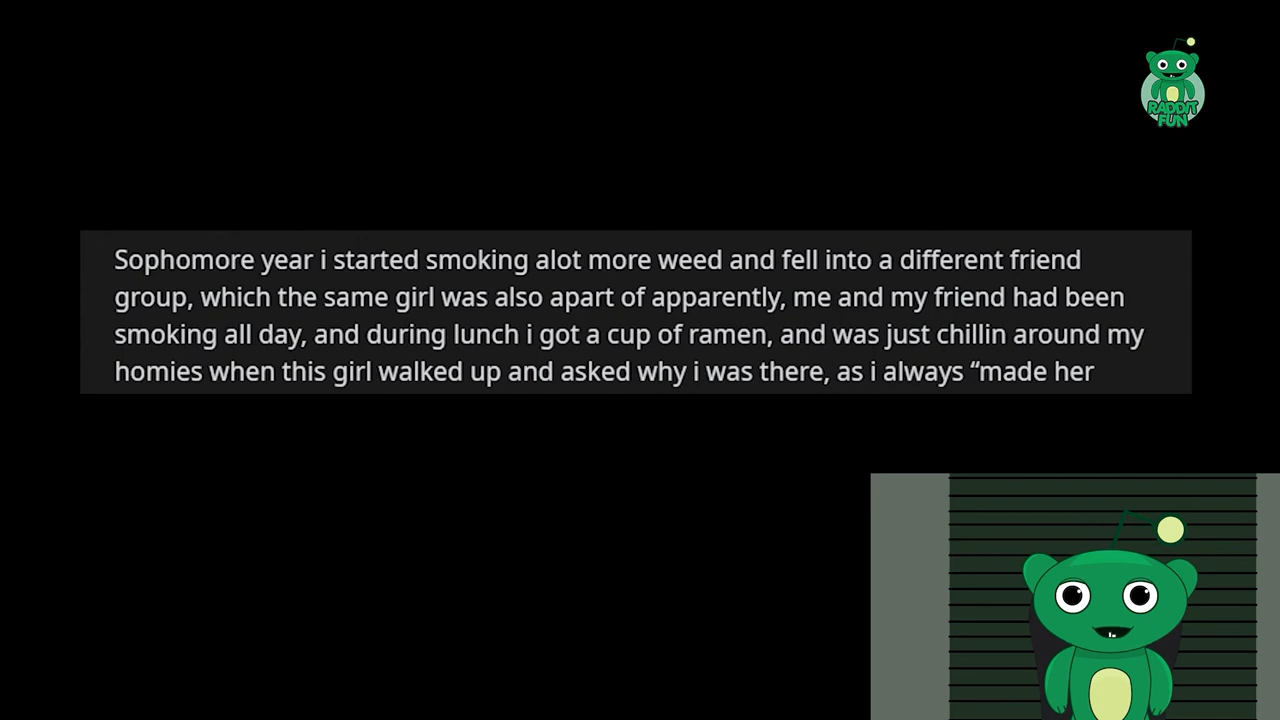 RADDIT
FUN
Sophomore year i started smoking alot more weed and fell into a different friend
group, which the same girl was also apart of apparently, me and my friend had been
smoking all day, and during lunch i got a cup of ramen, and was just chillin around my
homies when this girl walked up and asked why i was there, as i always “made her